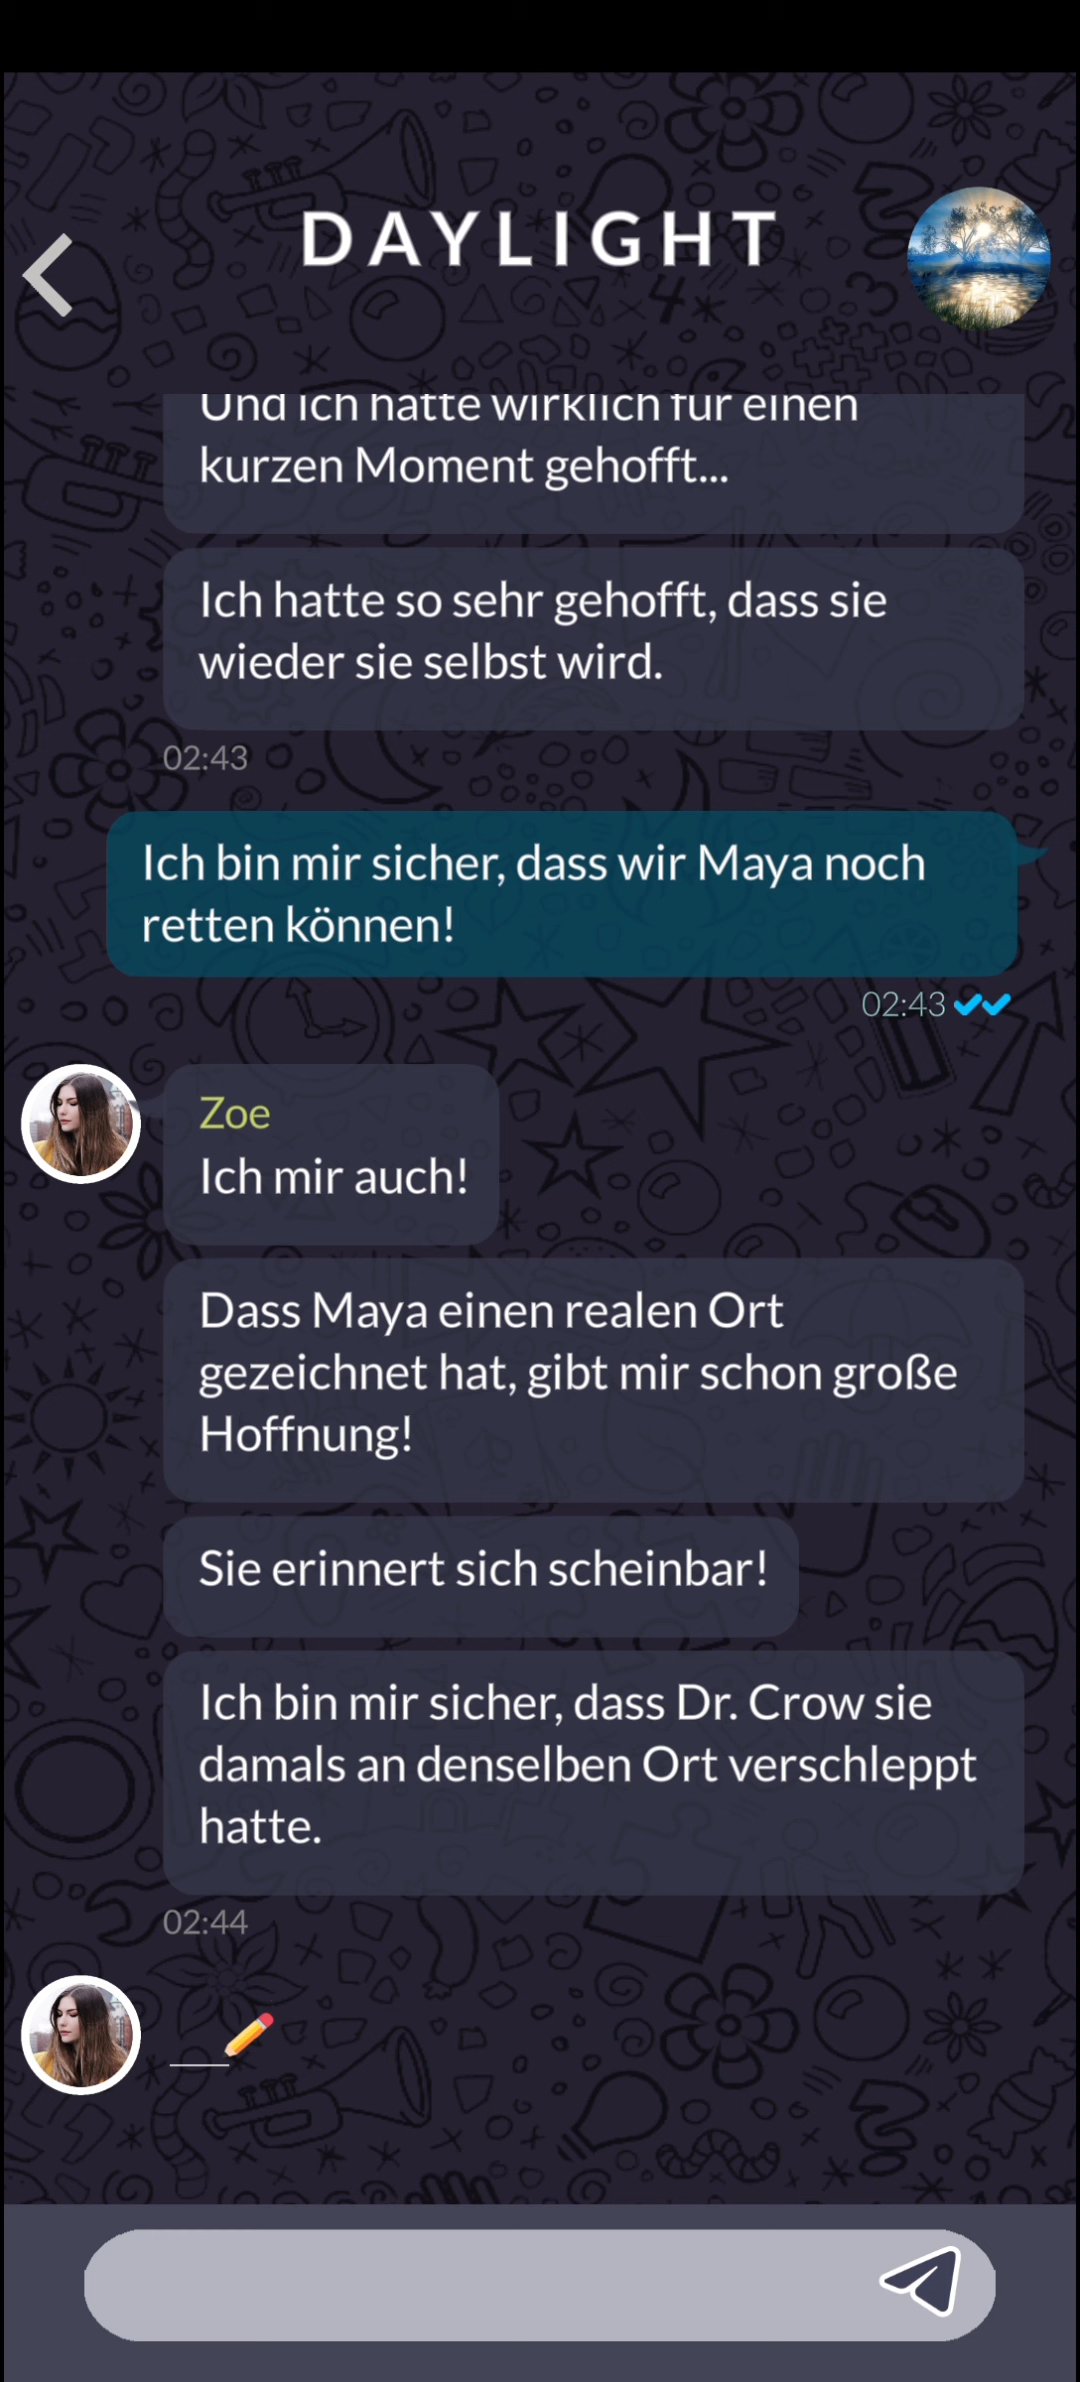 DAYLIGHT
Und ich hatte wirklich für einen
kurzen Moment gehofft...
Ich hatte so sehr gehofft, dass sie
wieder sie selbst wird.
02:43
Ich bin mir sicher, dass wir Maya noch
retten können!
02:43
Zoe
Ich mir auch!
Dass Maya einen realen Ort
gezeichnet hat, gibt mir schon große
Hoffnung!
Sie erinnert sich scheinbar!
Ich bin mir sicher, dass Dr. Crow sie
damals an denselben Ort verschleppt
hatte.
02:44